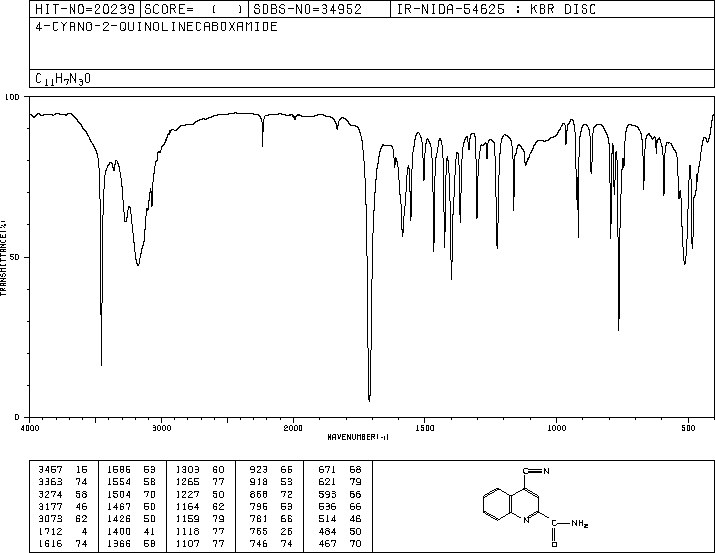 HIT-NO=20239 SCORE= ( ) SDBS-NO=34952 IR-NIDA-54625 : KBR DISC
4-CYANO-2-QUINOLINECABOXAMIDE
C11H7N3O
100
50
0
TRANSMITTANCE(%)
4000 3000 2000 1500 1000 500
WAVENUMBER(-1)
3457 16 1586 53 1303 60 923 66 671 68
3363 74 1554 58 1265 77 918 53 621 79
3274 58 1504 70 1227 50 868 72 593 66
3177 46 1467 50 1164 62 796 53 536 66
3073 62 1426 50 1159 79 781 66 514 46
1712 4 1400 41 1118 77 765 26 484 50
1616 74 1366 58 1107 77 746 74 467 70
C≡N
N
C
NH2
O